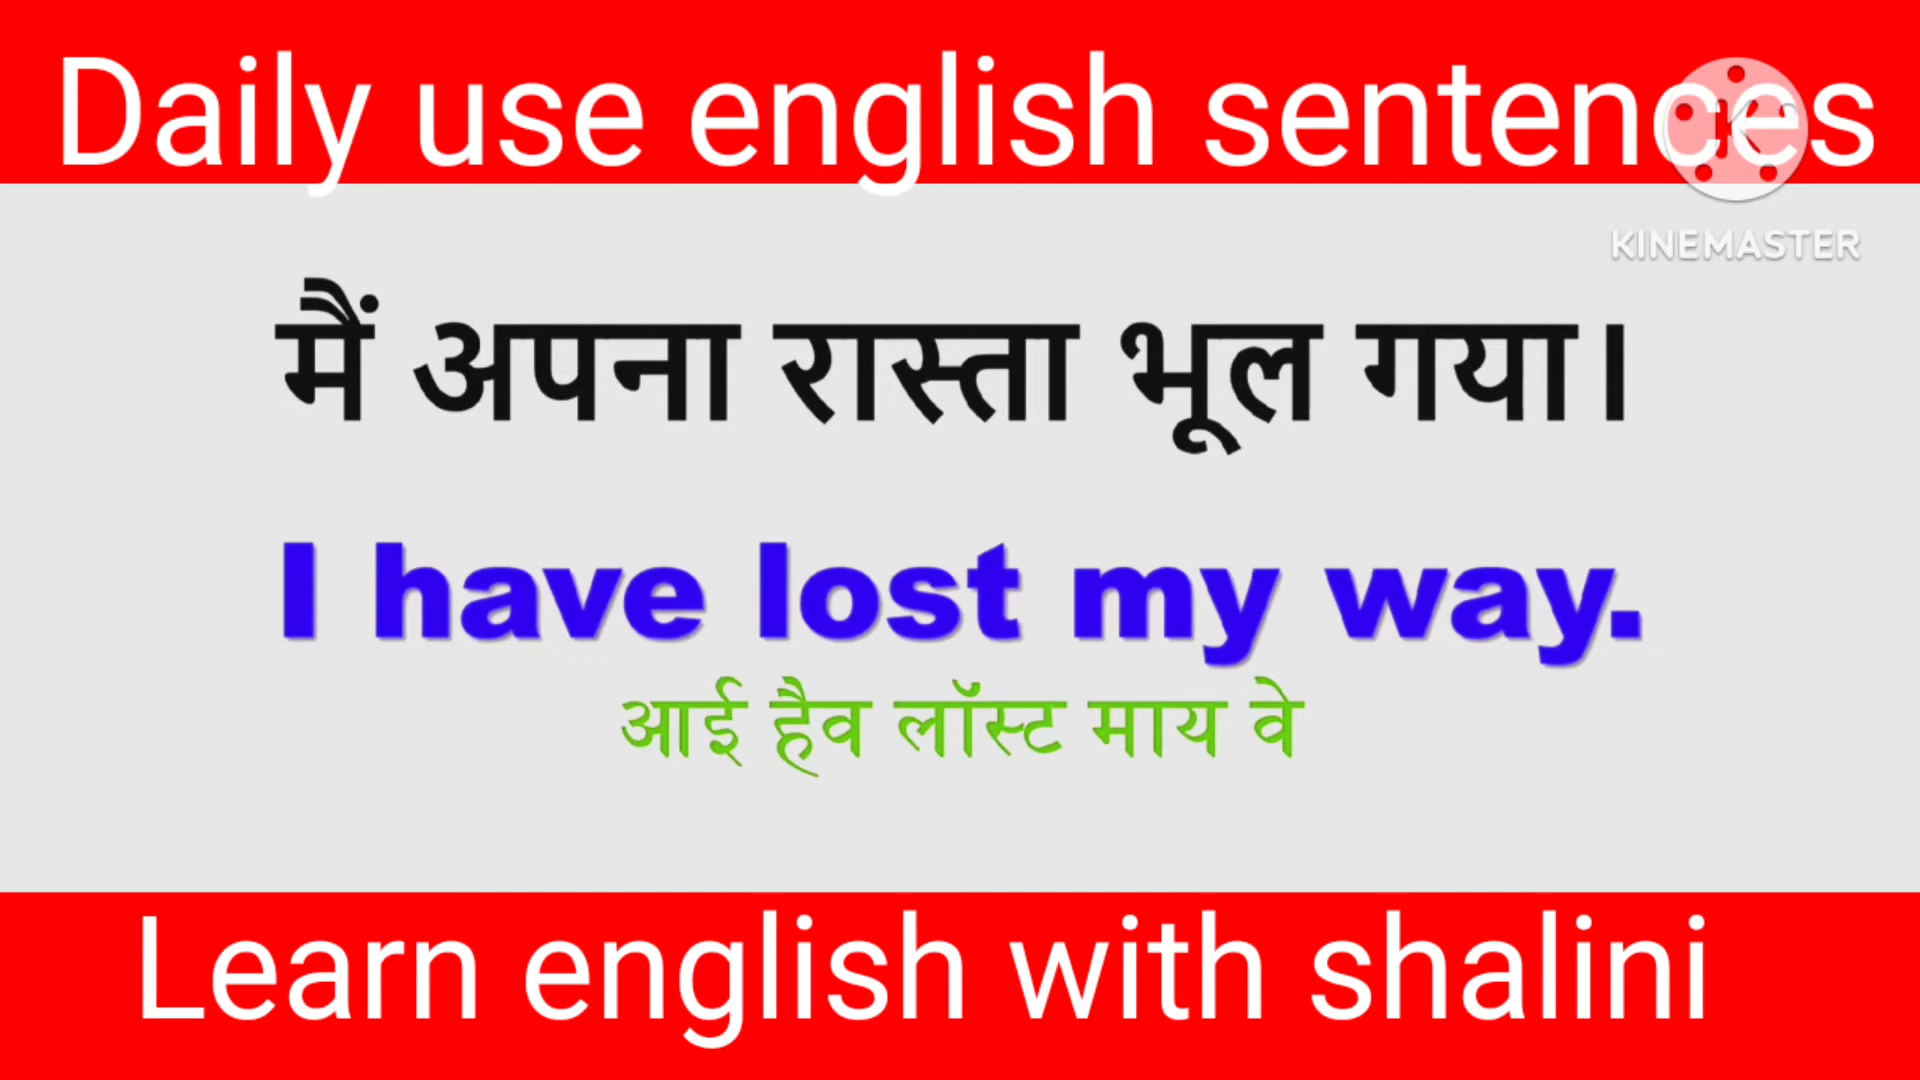 Daily use english sentences
KINEMASTER
मैं अपना रास्ता भूल गया।
I have lost my way.
आई हैव लॉस्ट माय वे
Learn english with shalini